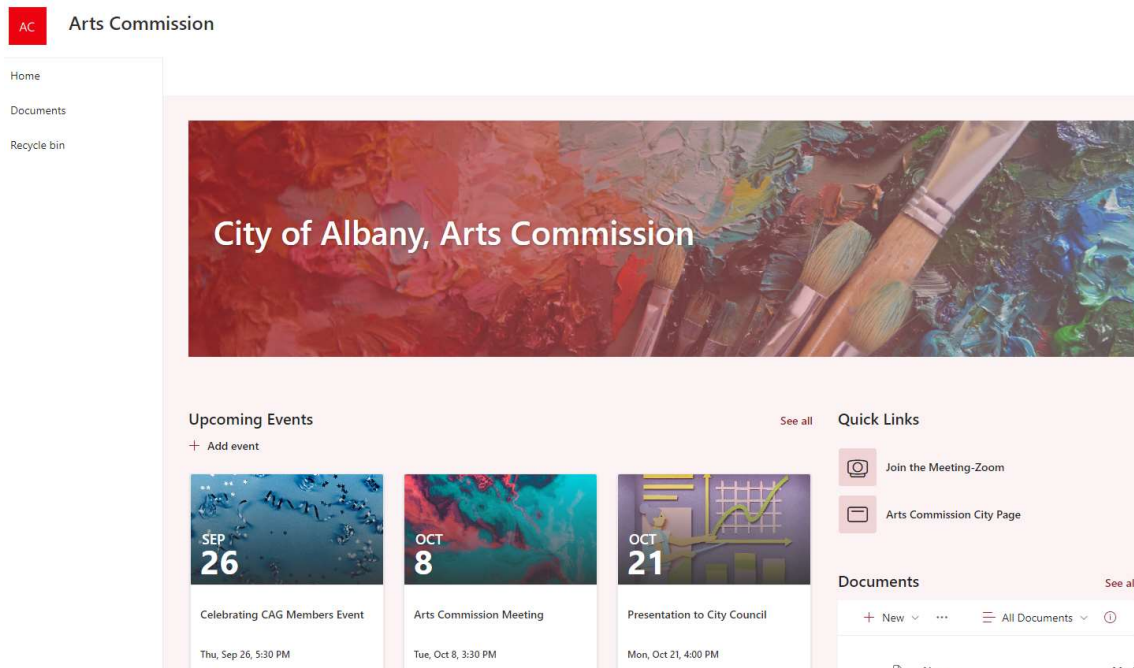 AC
Arts Commission
Home
Documents
Recycle bin
City of Albany, Arts Commission
Upcoming Events
See all
+ Add event
SEP
26
Celebrating CAG Members Event
Thu, Sep 26, 5:30 PM
OCT
8
Arts Commission Meeting
Tue, Oct 8, 3:30 PM
OCT
21
Presentation to City Council
Mon, Oct 21, 4:00 PM
Quick Links
Join the Meeting-Zoom
Arts Commission City Page
Documents
See al
+ New ... All Documents